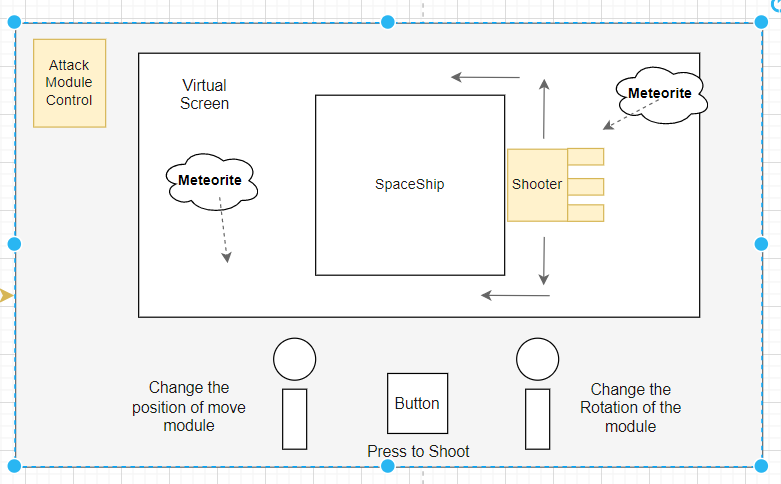 Attack
Module
Control
Virtual
Screen
Meteorite
Meteorite
SpaceShip
Shooter
Change the
position of move
module
Button
Press to Shoot
Change the
Rotation of the
module